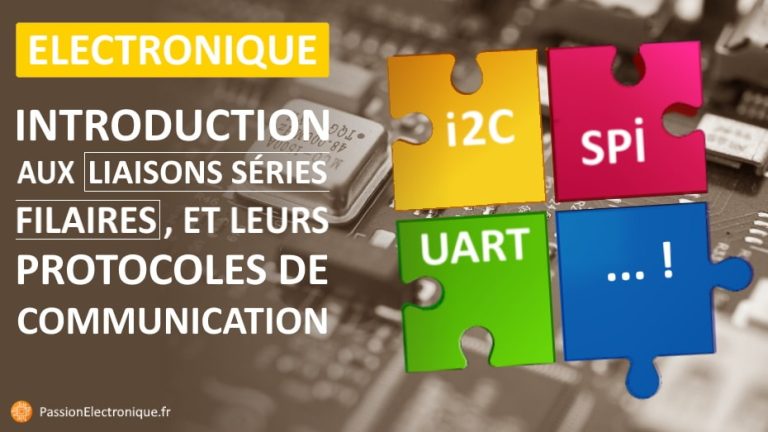 ELECTRONIQUE
INTRODUCTION
AUX LIAISONS SÉRIES
FILAIRES, ET LEURS
PROTOCOLES DE
COMMUNICATION
i2C
SPi
UART
... !
PassionElectronique.fr